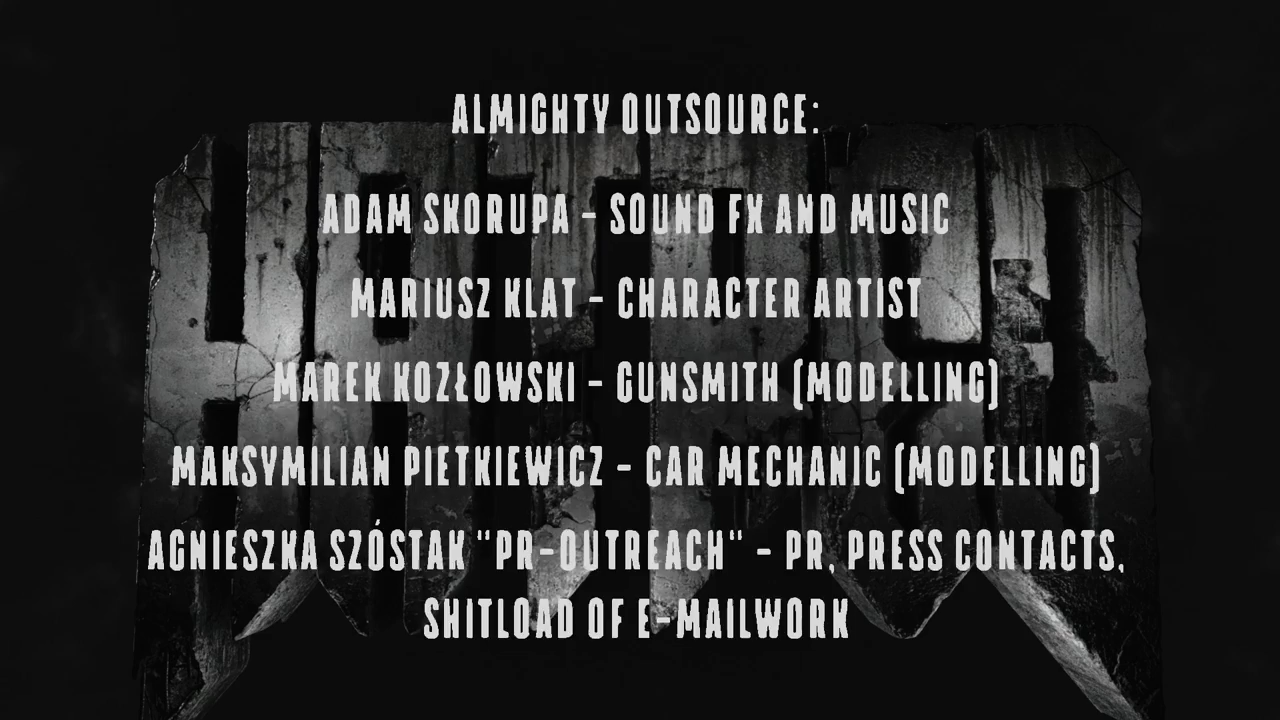 ALMIGHTY OUTSOURCE:
ADAM SKORUPA - SOUND FX AND MUSIC
MARIUSZ KLAT - CHARACTER ARTIST
MAREK KOZŁOWSKI - GUNSMITH (MODELLING)
MAKSYMILIAN PIETKIEWICZ - CAR MECHANIC (MODELLING)
AGNIESZKA SZÓSTAK "PR-OUTREACH" - PR, PRESS CONTACTS,
SHITLOAD OF E-MAILWORK
HATRED